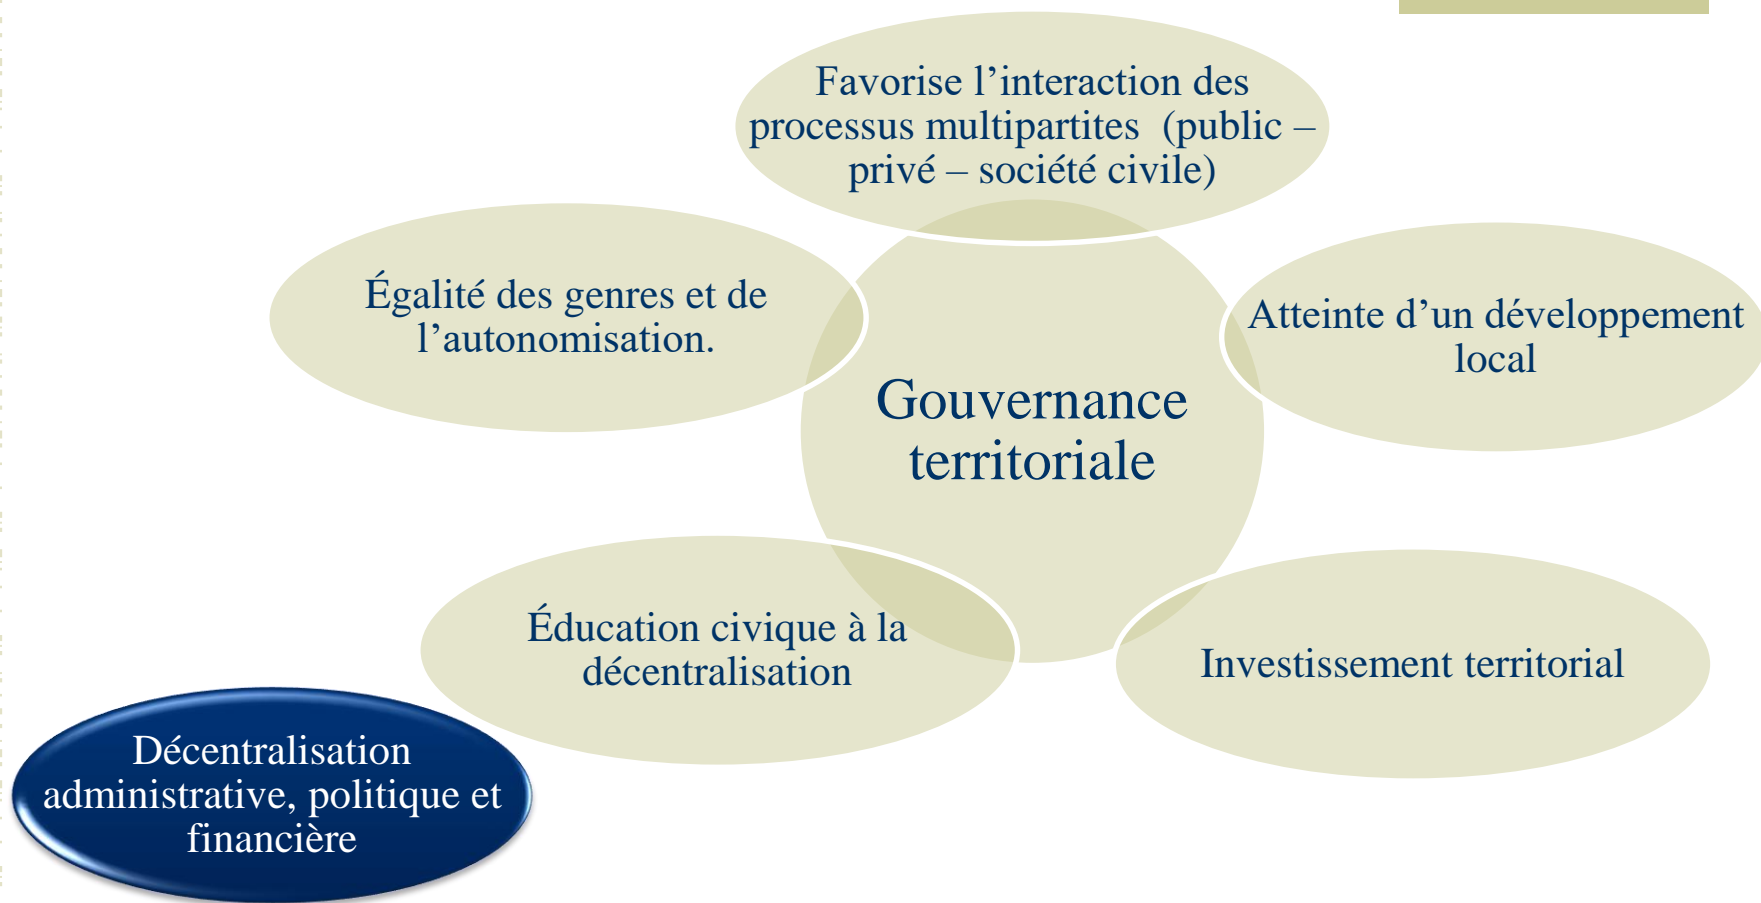 Favorise l’interaction des
processus multipartites (public –
privé – société civile)
Égalité des genres et de
l’autonomisation.
Atteinte d’un développement
local
Gouvernance
territoriale
Éducation civique à la
décentralisation
Investissement territorial
Décentralisation
administrative, politique et
financière